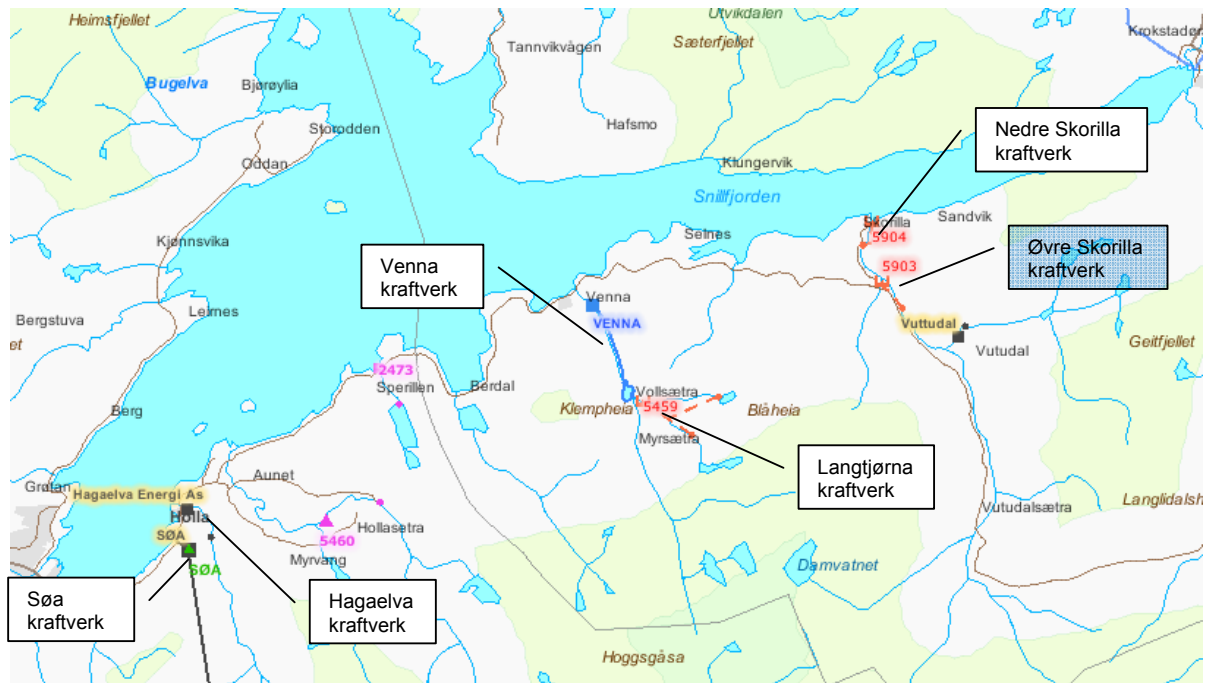 Heimsfjellet
Utvikdalen
Krokstadør
Tannvikvågen
Sæterfjellet
Bugelva
Bjørøylia
Storodden
Hafsmo
Nedre Skorilla
kraftverk
Oddan
Ktungervik
Snillfjorden
Skorilla
Sandvik
Kjønnsvika
Selnes
5904
Øvre Skorilla
kraftverk
Venna
kraftverk
5903
Venna
Leirnes
Bergstuva
VENNA
Vuttudal
et
Vutudal
Geitfjellet
2473
Sperillen
Berdal
Vollsætra
Berg
Klempheia
5459
Blåheia
Myrsætra
Langtjørna
kraftverk
Aunet
Grøtan
Hagaelva Energi As
Holla
Langlidalsh
Vutudalsætra
Hollasetra
SØA
5460
Myrvang
Damvatnet
SØA
Søa
kraftverk
Hagaelva
kraftverk
Hoggsgåsa